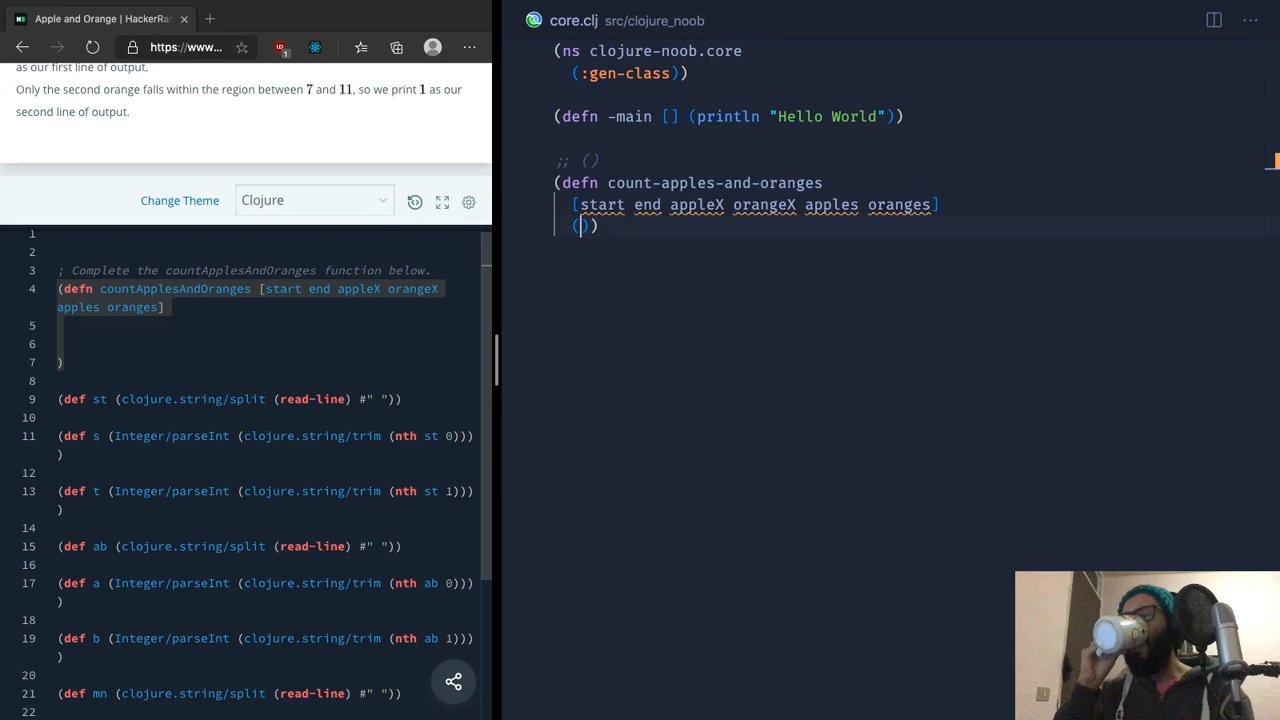 Apple and Orange | HackerRan
https://www...
1
as our first line of output.
Only the second orange falls within the region between 7 and 11, so we print 1 as our
second line of output.
Change Theme
Clojure
1
2
3 ; Complete the countApplesAndOranges function below.
4 (defn countApplesAndOranges [start end appleX orangeX
apples oranges]
5
6
7 )
8
9 (def st (clojure.string/split (read-line) #" "))
10
11 (def s (Integer/parseInt (clojure.string/trim (nth st 0)))
)
12
13 (def t (Integer/parseInt (clojure.string/trim (nth st 1)))
)
14
15 (def ab (clojure.string/split (read-line) #" "))
16
17 (def a (Integer/parseInt (clojure.string/trim (nth ab 0)))
)
18
19 (def b (Integer/parseInt (clojure.string/trim (nth ab 1)))
)
20
21 (def mn (clojure.string/split (read-line) #" "))
22
core.clj src/clojure_noob
(ns clojure-noob.core
(:gen-class))
(defn -main [] (println "Hello World"))
;; ()
(defn count-apples-and-oranges
[start end appleX orangeX apples oranges]
())